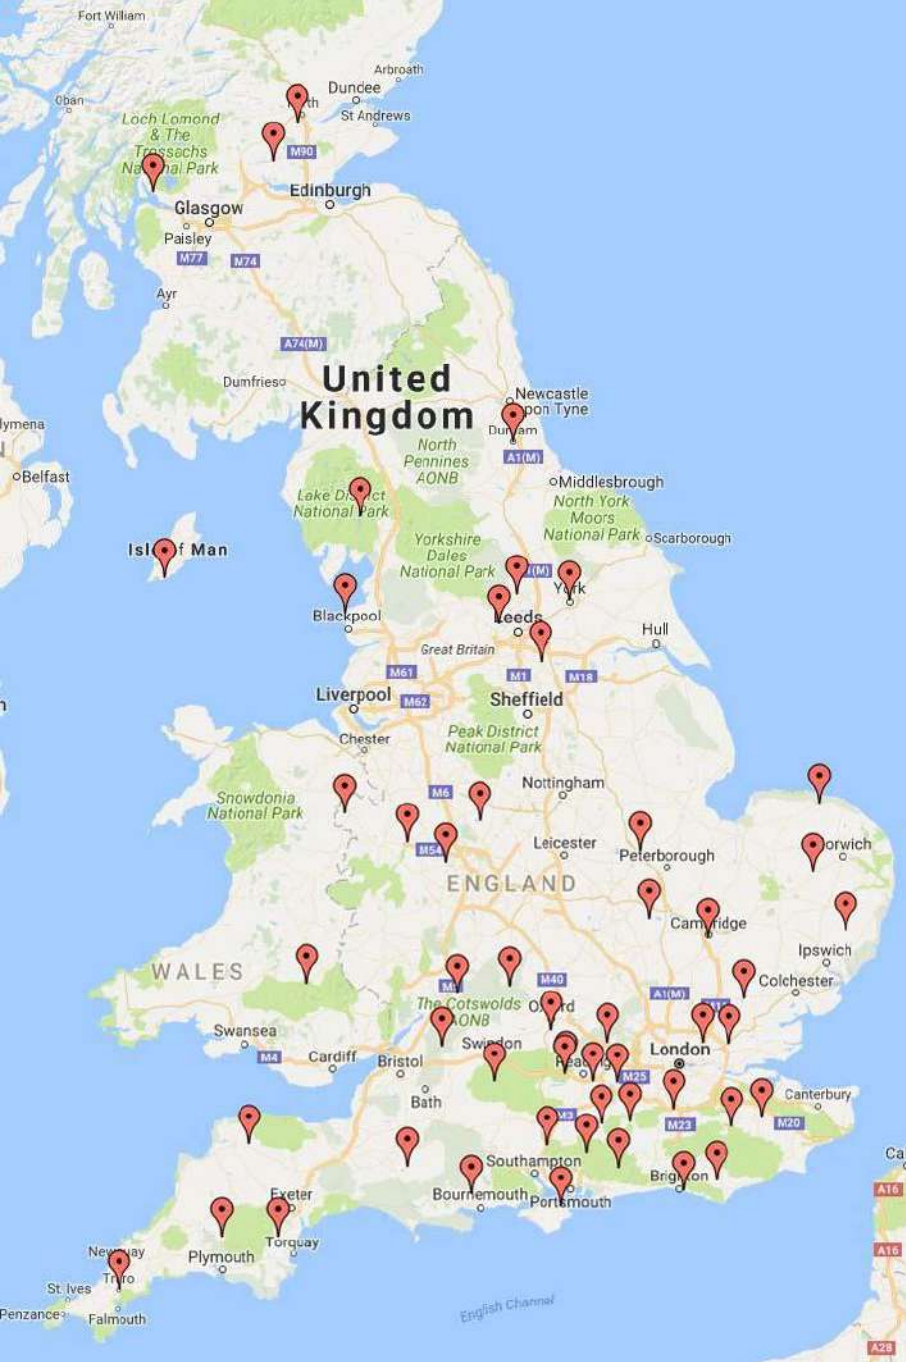 Fort William
Arbroath
Dundee
Oban
St Andrews
Loch Lomond
& The
Trossachs
National Park
M90
Edinburgh
Glasgow
Paisley
M77
M74
Ayr
A74(M)
United
Kingdom
Dumfries
Newcastle
upon Tyne
Durham
A1(M)
North
Pennines
AONB
lymena
Belfast
Middlesbrough
Lake District
National Park
North York
Moors
National Park
Scarborough
Yorkshire
Dales
National Park
Isle of Man
(M)
York
Blackpool
Leeds
Hull
Great Britain
M61
M1
M18
Liverpool
M62
Sheffield
Chester
Peak District
National Park
Snowdonia
National Park
M6
Nottingham
M54
Leicester
Peterborough
orwich
ENGLAND
Cambridge
Ipswich
WALES
Colchester
M5
M40
A1(M)
The Cotswolds
AONB
Oxford
Swansea
M4
Cardiff
Bristol
Swindon
Reading
London
M25
Bath
Canterbury
M3
M23
M20
Southampton
Brighton
Ca
Exeter
Bournemouth
Portsmouth
A16
Torquay
Newquay
Plymouth
A16
Truro
St Ives
Penzance
Falmouth
English Channel
A28